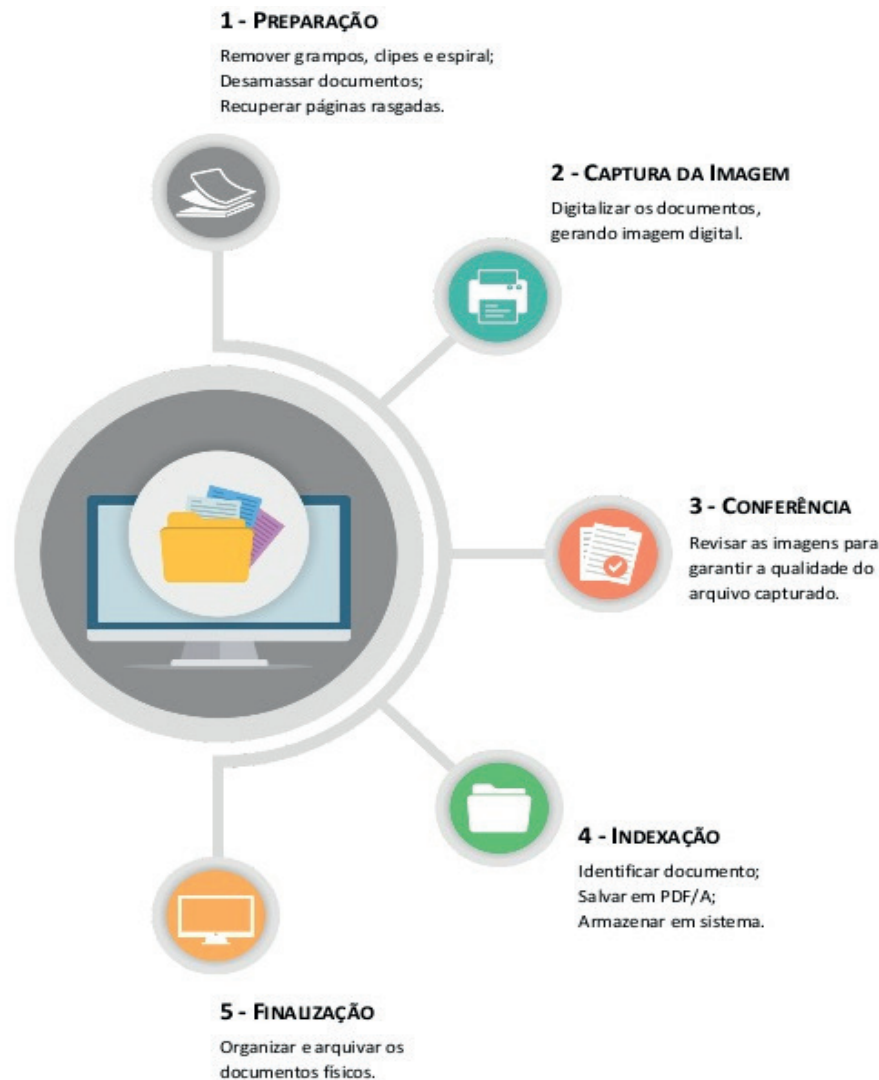 1 - PREPARAÇÃO
Remover grampos, clipes e espiral;
Desamassar documentos;
Recuperar páginas rasgadas.
2 - CAPTURA DA IMAGEM
Digitalizar os documentos,
gerando imagem digital.
3 - CONFERÊNCIA
Revisar as imagens para
garantir a qualidade do
arquivo capturado.
4 - INDEXAÇÃO
Identificar documento;
Salvar em PDF/A;
Armazenar em sistema.
5 - FINALIZAÇÃO
Organizar e arquivar os
documentos físicos.